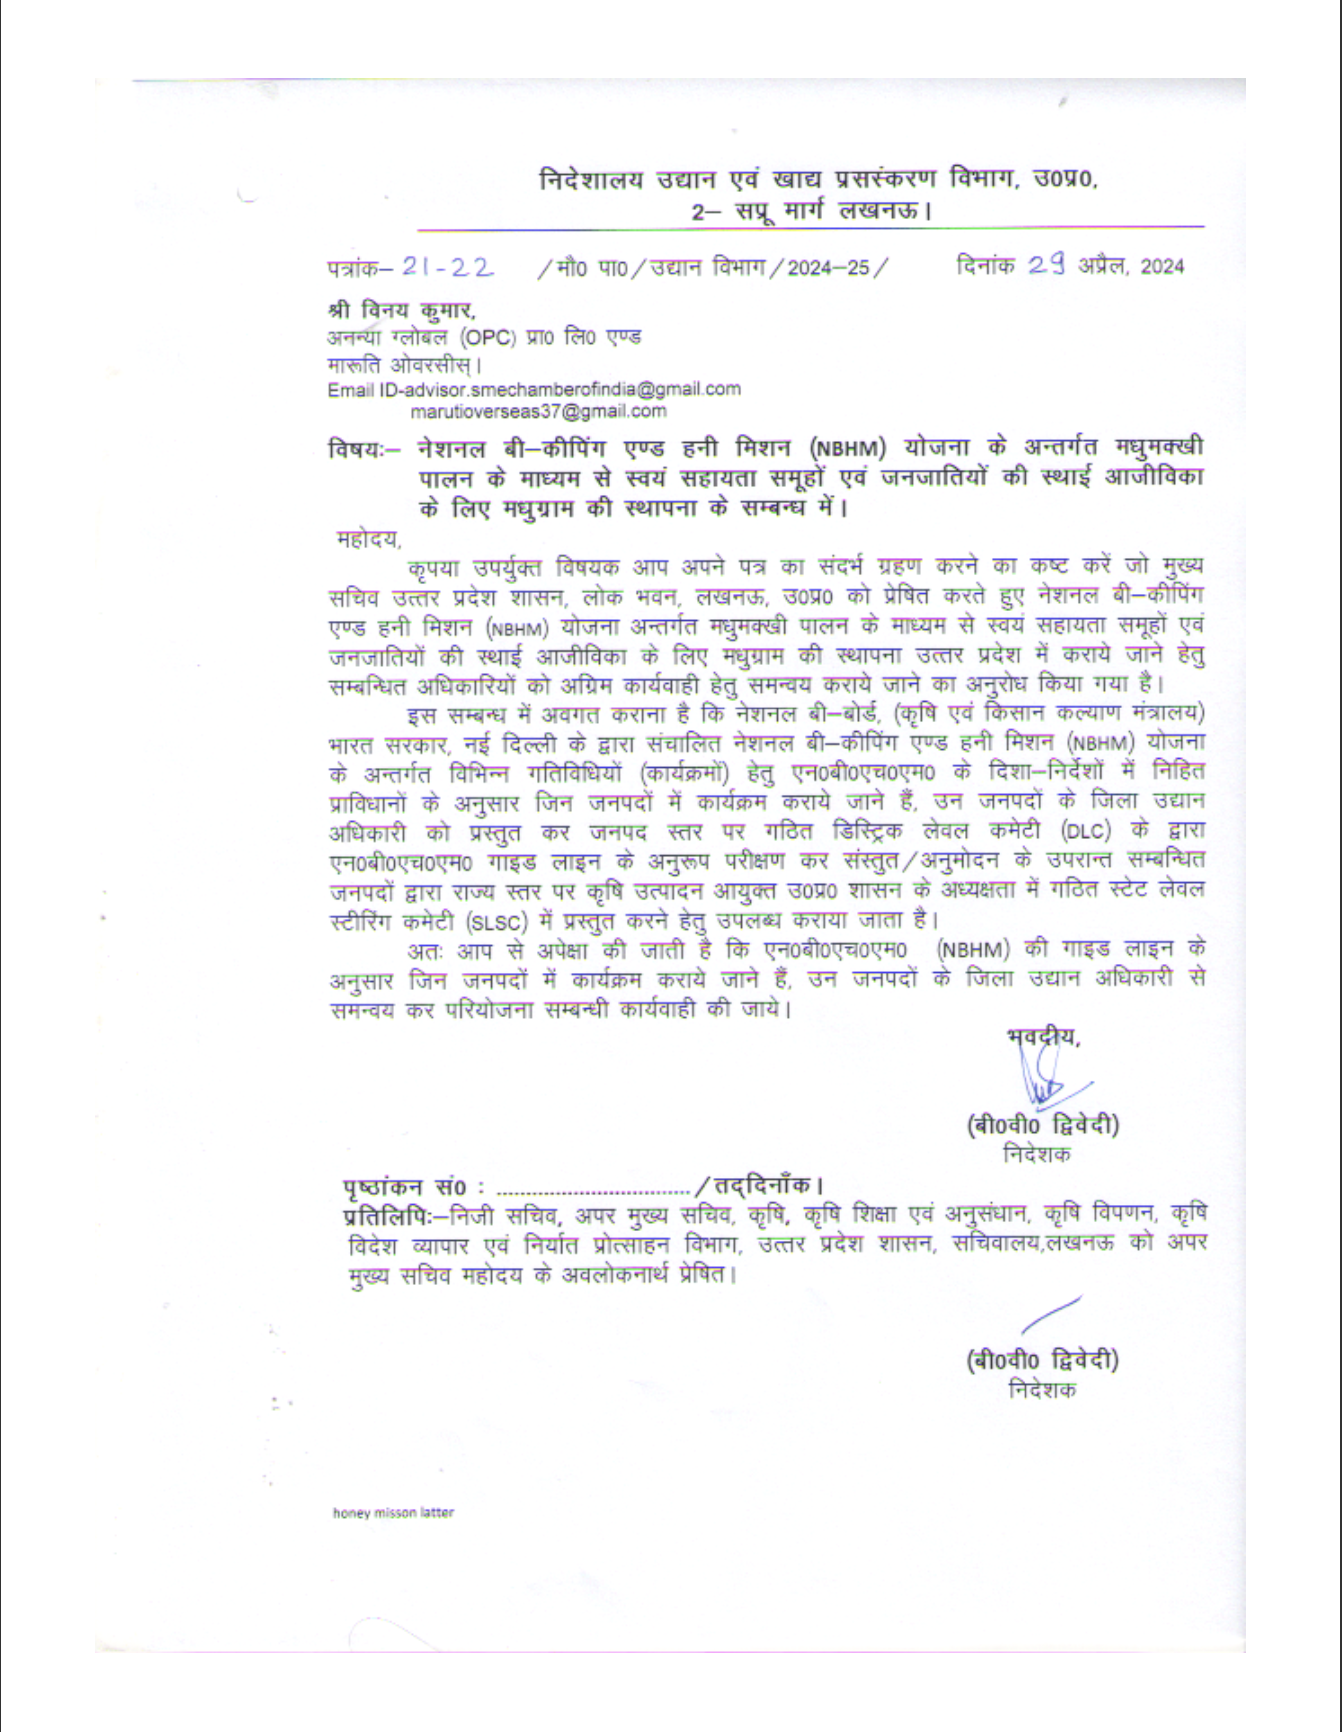 निदेशालय उद्यान एवं खाद्य प्रसस्ंकरण विभाग, उ0प्र0,
2– सप्रू मार्ग लखनऊ।
पत्रांक– 21-22 /मौ0 पा0/उद्यान विभाग/2024–25/ दिनांक 29 अप्रैल, 2024
श्री विनय कुमार,
अनन्या ग्लोबल (OPC) प्रा0 लि0 एण्ड
मारूति ओवरसीस्।
Email ID-advisor.smechamberofindia@gmail.com
marutioverseas37@gmail.com
विषयः– नेशनल बी–कीपिंग एण्ड हनी मिशन (NBHM) योजना के अन्तर्गत मधुमक्खी
पालन के माध्यम से स्वयं सहायता समूहों एवं जनजातियों की स्थाई आजीविका
के लिए मधुग्राम की स्थापना के सम्बन्ध में।
महोदय,
कृपया उपर्युक्त विषयक आप अपने पत्र का संदर्भ ग्रहण करने का कष्ट करें जो मुख्य
सचिव उत्तर प्रदेश शासन, लोक भवन, लखनऊ, उ0प्र0 को प्रेषित करते हुए नेशनल बी–कीपिंग
एण्ड हनी मिशन (NBHM) योजना अन्तर्गत मधुमक्खी पालन के माध्यम से स्वयं सहायता समूहों एवं
जनजातियों की स्थाई आजीविका के लिए मधुग्राम की स्थापना उत्तर प्रदेश में कराये जाने हेतु
सम्बन्धित अधिकारियों को अग्रिम कार्यवाही हेतु समन्वय कराये जाने का अनुरोध किया गया है।
इस सम्बन्ध में अवगत कराना है कि नेशनल बी–बोर्ड, (कृषि एवं किसान कल्याण मंत्रालय)
भारत सरकार, नई दिल्ली के द्वारा संचालित नेशनल बी–कीपिंग एण्ड हनी मिशन (NBHM) योजना
के अन्तर्गत विभिन्न गतिविधियों (कार्यक्रमों) हेतु एन0बी0एच0एम0 के दिशा–निर्देशों में निहित
प्राविधानों के अनुसार जिन जनपदों में कार्यक्रम कराये जाने हैं, उन जनपदों के जिला उद्यान
अधिकारी को प्रस्तुत कर जनपद स्तर पर गठित डिस्ट्रिक लेवल कमेटी (DLC) के द्वारा
एन0बी0एच0एम0 गाइड लाइन के अनुरूप परीक्षण कर संस्तुत/अनुमोदन के उपरान्त सम्बन्धित
जनपदों द्वारा राज्य स्तर पर कृषि उत्पादन आयुक्त उ0प्र0 शासन के अध्यक्षता में गठित स्टेट लेवल
स्टीरिंग कमेटी (SLSC) में प्रस्तुत करने हेतु उपलब्ध कराया जाता है।
अतः आप से अपेक्षा की जाती है कि एन0बी0एच0एम0 (NBHM) की गाइड लाइन के
अनुसार जिन जनपदों में कार्यक्रम कराये जाने हैं, उन जनपदों के जिला उद्यान अधिकारी से
समन्वय कर परियोजना सम्बन्धी कार्यवाही की जाये।
भवदीय,
(बी0वी0 द्विवेदी)
निदेशक
पृष्ठांकन सं0 : ................................./तद्दिनाँक।
प्रतिलिपिः–निजी सचिव, अपर मुख्य सचिव, कृषि, कृषि शिक्षा एवं अनुसंधान, कृषि विपणन, कृषि
विदेश व्यापार एवं निर्यात प्रोत्साहन विभाग, उत्तर प्रदेश शासन, सचिवालय,लखनऊ को अपर
मुख्य सचिव महोदय के अवलोकनार्थ प्रेषित।
(बी0वी0 द्विवेदी)
निदेशक
honey misson latter